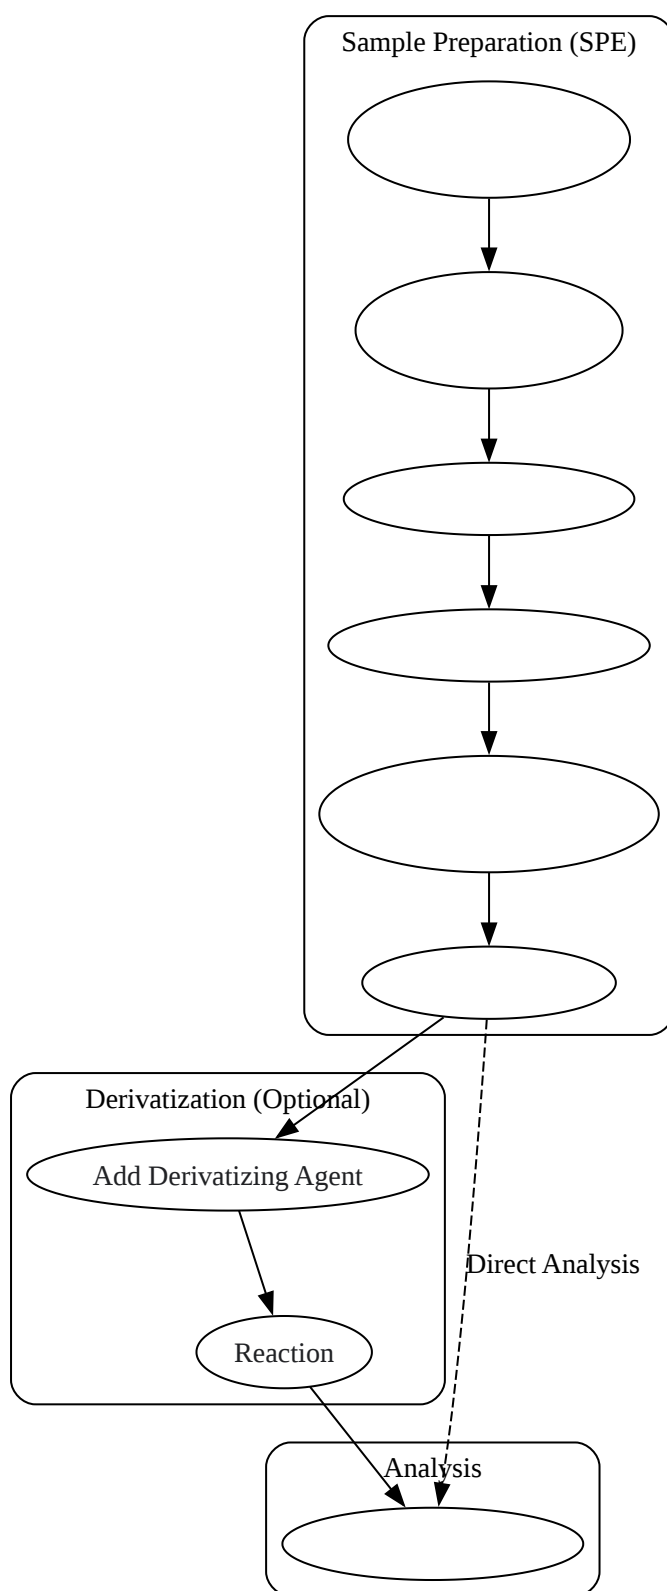 Sample Preparation (SPE)
Derivatization (Optional)
Add Derivatizing Agent
Direct Analysis
Reaction
Analysis